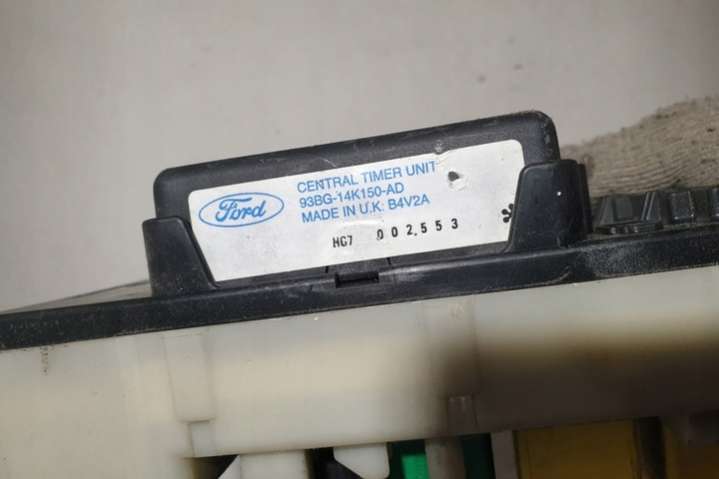 Ford
CENTRAL TIMER UNIT
93BG-14K150-AD
MADE IN U.K: B4V2A
HG7 002,553